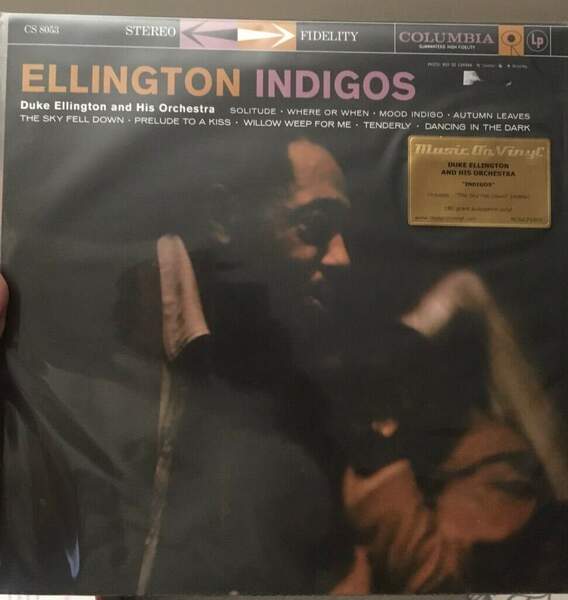 CS 8053 STEREO FIDELITY COLUMBIA Lp
GUARANTEED HIGH FIDELITY
ELLINGTON INDIGOS
Duke Ellington and His Orchestra SOLITUDE · WHERE OR WHEN · MOOD INDIGO · AUTUMN LEAVES
THE SKY FELL DOWN · PRELUDE TO A KISS · WILLOW WEEP FOR ME · TENDERLY · DANCING IN THE DARK
Music On Vinyl
DUKE ELLINGTON
AND HIS ORCHESTRA
"INDIGOS"